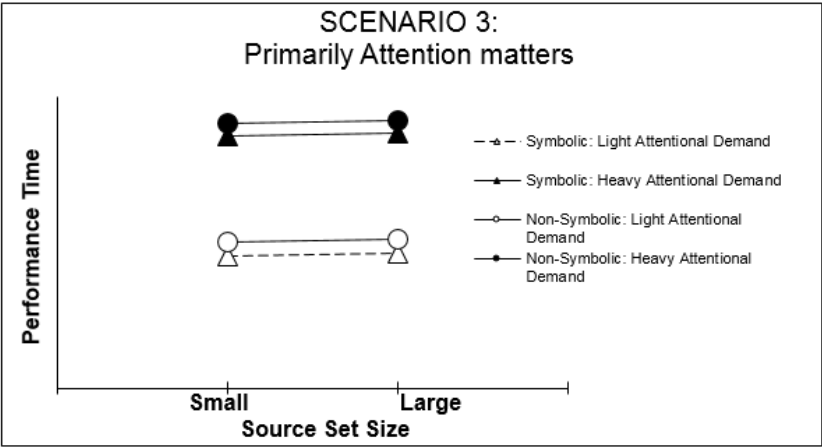 SCENARIO 3:
Primarily Attention matters
Performance Time
Symbolic: Light Attentional Demand
Symbolic: Heavy Attentional Demand
Non-Symbolic: Light Attentional
Demand
Non-Symbolic: Heavy Attentional
Demand
Small Large
Source Set Size